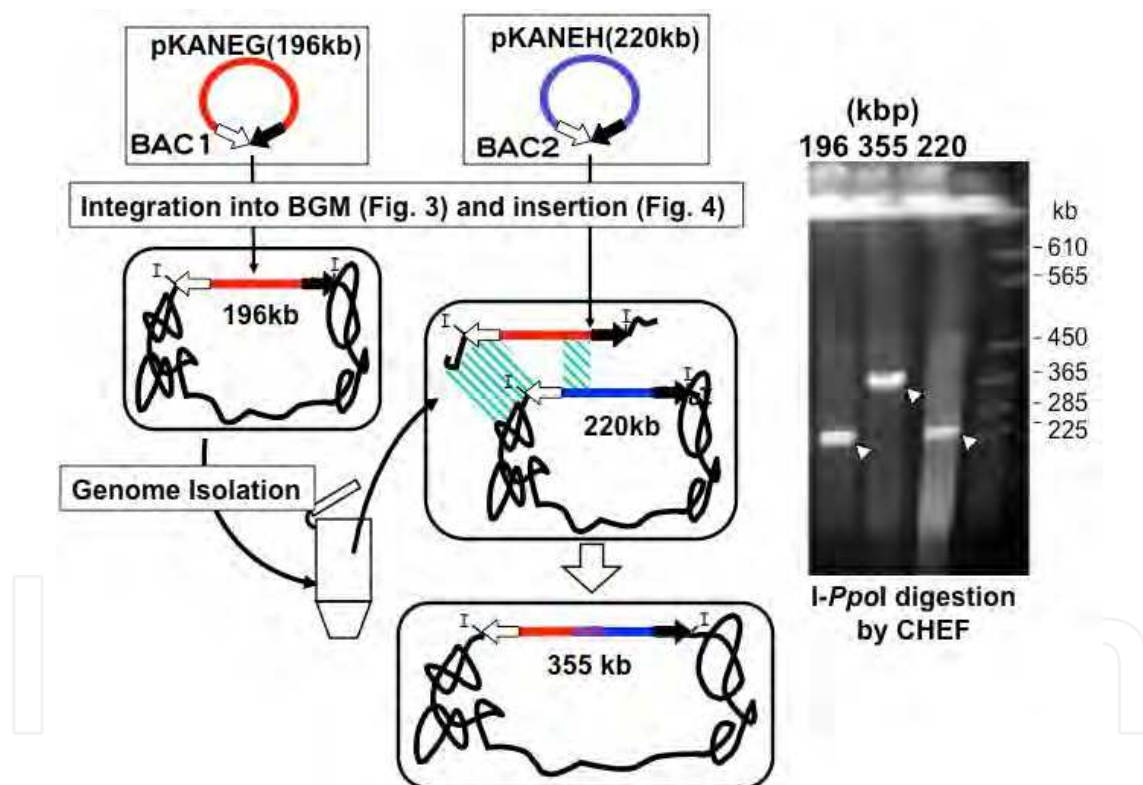 pKANEG(196kb)
BAC1
pKANEH(220kb)
BAC2
Integration into BGM (Fig. 3) and insertion (Fig. 4)
I I
196kb
Genome Isolation
I I
I I
220kb
I I
355 kb
(kbp)
196 355 220
kb
-610
-565
-450
-365
-285
-225
I-PpoI digestion
by CHEF